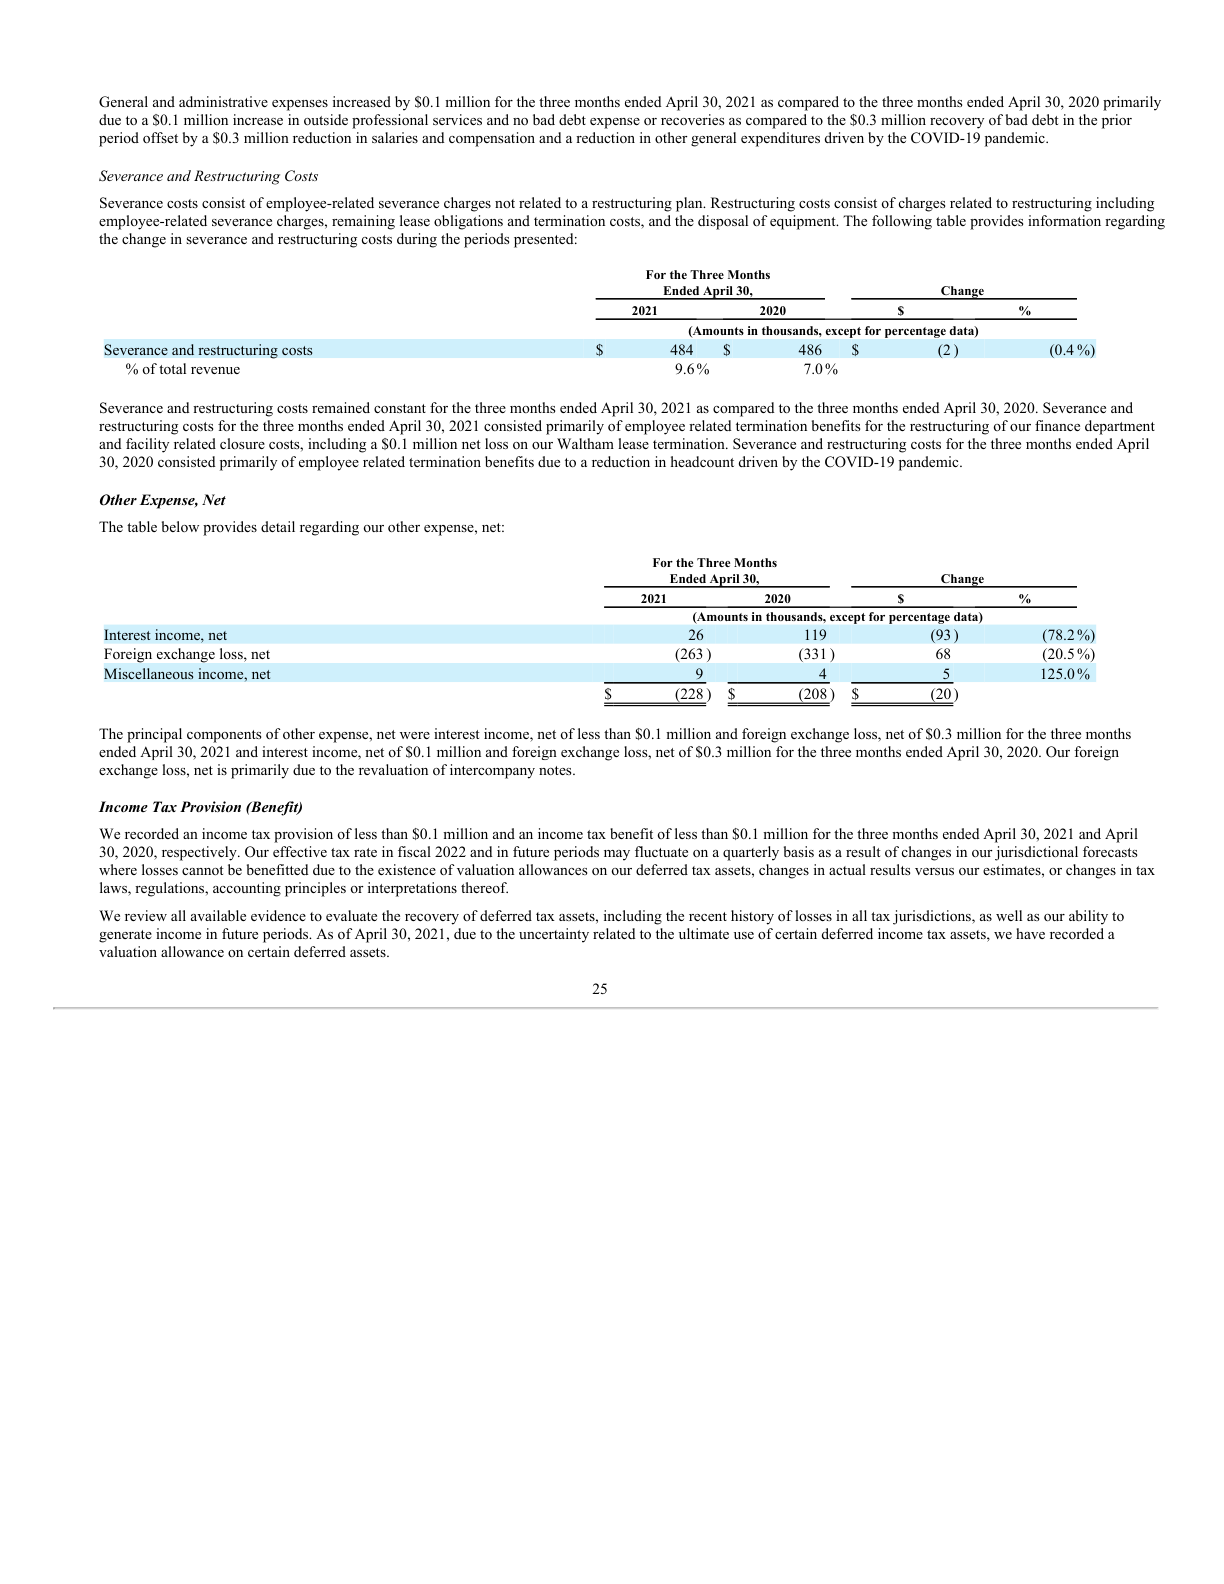 General and administrative expenses increased by $0.1 million for the three months ended April 30, 2021 as compared to the three months ended April 30, 2020 primarily
due to a $0.1 million increase in outside professional services and no bad debt expense or recoveries as compared to the $0.3 million recovery of bad debt in the prior
period offset by a $0.3 million reduction in salaries and compensation and a reduction in other general expenditures driven by the COVID-19 pandemic.
Severance and Restructuring Costs
Severance costs consist of employee-related severance charges not related to a restructuring plan. Restructuring costs consist of charges related to restructuring including
employee-related severance charges, remaining lease obligations and termination costs, and the disposal of equipment. The following table provides information regarding
the change in severance and restructuring costs during the periods presented:
For the Three Months
Ended April 30, Change
2021 2020 $ %
(Amounts in thousands, except for percentage data)
Severance and restructuring costs $ 484 $ 486 $ (2 ) (0.4 %)
% of total revenue 9.6 % 7.0 %
Severance and restructuring costs remained constant for the three months ended April 30, 2021 as compared to the three months ended April 30, 2020. Severance and
restructuring costs for the three months ended April 30, 2021 consisted primarily of employee related termination benefits for the restructuring of our finance department
and facility related closure costs, including a $0.1 million net loss on our Waltham lease termination. Severance and restructuring costs for the three months ended April
30, 2020 consisted primarily of employee related termination benefits due to a reduction in headcount driven by the COVID-19 pandemic.
Other Expense, Net
The table below provides detail regarding our other expense, net:
For the Three Months
Ended April 30, Change
2021 2020 $ %
(Amounts in thousands, except for percentage data)
Interest income, net 26 119 (93 ) (78.2 %)
Foreign exchange loss, net (263 ) (331 ) 68 (20.5 %)
Miscellaneous income, net 9 4 5 125.0 %
$ (228 ) $ (208 ) $ (20 )
The principal components of other expense, net were interest income, net of less than $0.1 million and foreign exchange loss, net of $0.3 million for the three months
ended April 30, 2021 and interest income, net of $0.1 million and foreign exchange loss, net of $0.3 million for the three months ended April 30, 2020. Our foreign
exchange loss, net is primarily due to the revaluation of intercompany notes.
Income Tax Provision (Benefit)
We recorded an income tax provision of less than $0.1 million and an income tax benefit of less than $0.1 million for the three months ended April 30, 2021 and April
30, 2020, respectively. Our effective tax rate in fiscal 2022 and in future periods may fluctuate on a quarterly basis as a result of changes in our jurisdictional forecasts
where losses cannot be benefitted due to the existence of valuation allowances on our deferred tax assets, changes in actual results versus our estimates, or changes in tax
laws, regulations, accounting principles or interpretations thereof.
We review all available evidence to evaluate the recovery of deferred tax assets, including the recent history of losses in all tax jurisdictions, as well as our ability to
generate income in future periods. As of April 30, 2021, due to the uncertainty related to the ultimate use of certain deferred income tax assets, we have recorded a
valuation allowance on certain deferred assets.
25